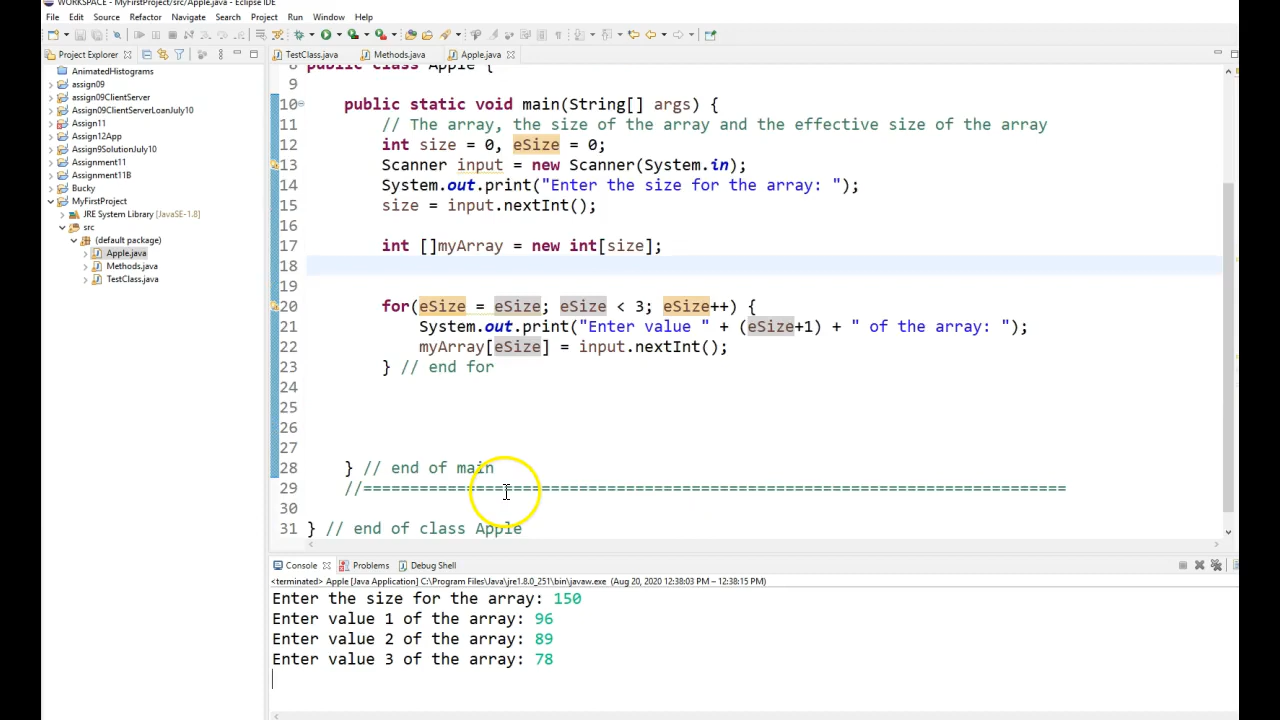 WORKSPACE - MyFirstProject/src/Apple.java - Eclipse IDE
File Edit Source Refactor Navigate Search Project Run Window Help
Project Explorer
AnimatedHistograms
assign09
assign09ClientServer
Assign09ClientServerLoanJuly10
Assign11
Assign12App
Assign9SolutionJuly10
Assignment11
Assignment11B
Bucky
MyFirstProject
JRE System Library [JavaSE-1.8]
src
(default package)
Apple.java
Methods.java
TestClass.java
TestClass.java Methods.java Apple.java
8 public class Apple {
9
10 public static void main(String[] args) {
11 // The array, the size of the array and the effective size of the array
12 int size = 0, eSize = 0;
13 Scanner input = new Scanner(System.in);
14 System.out.print("Enter the size for the array: ");
15 size = input.nextInt();
16
17 int []myArray = new int[size];
18
19
20 for(eSize = eSize; eSize < 3; eSize++) {
21 System.out.print("Enter value " + (eSize+1) + " of the array: ");
22 myArray[eSize] = input.nextInt();
23 } // end for
24
25
26
27
28 } // end of main
29 //===========================================================================
30
31 } // end of class Apple
Console Problems Debug Shell
<terminated> Apple [Java Application] C:\Program Files\Java\jre1.8.0_251\bin\javaw.exe (Aug 20, 2020 12:38:03 PM – 12:38:15 PM)
Enter the size for the array: 150
Enter value 1 of the array: 96
Enter value 2 of the array: 89
Enter value 3 of the array: 78